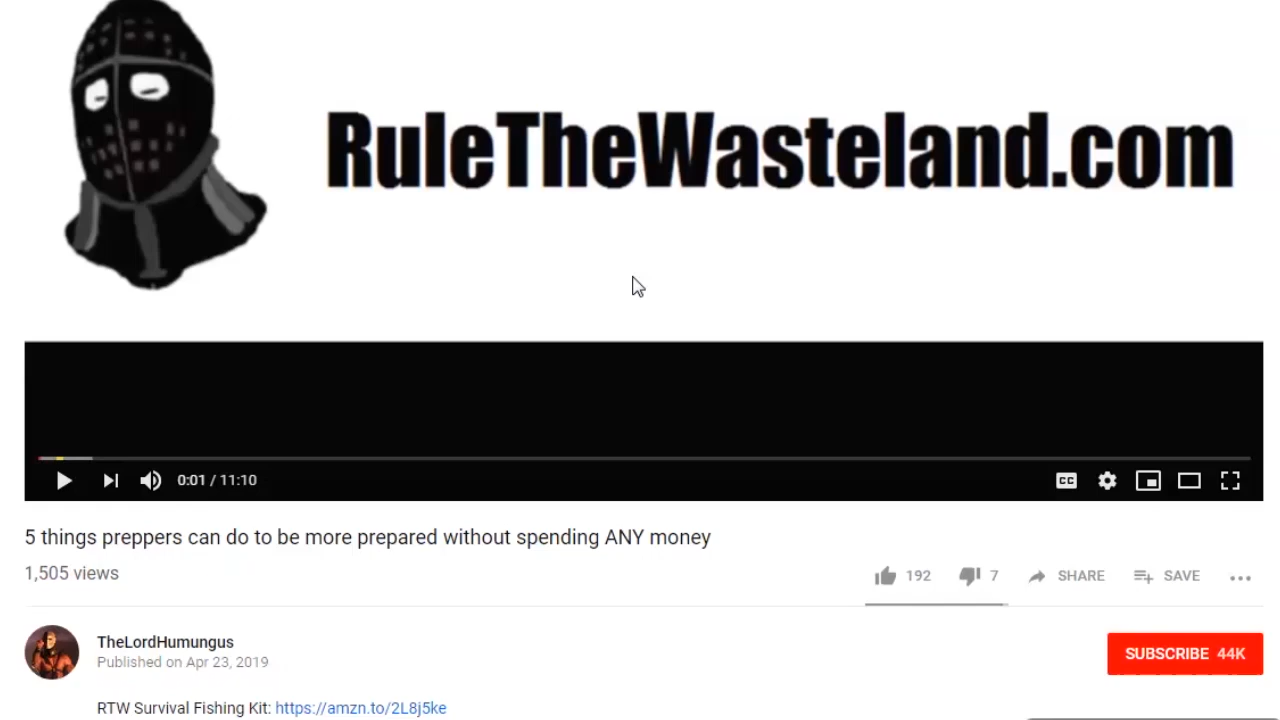 RuleTheWasteland.com
0:01 / 11:10
CC
5 things preppers can do to be more prepared without spending ANY money
1,505 views
192
7
SHARE
SAVE
TheLordHumungus
Published on Apr 23, 2019
SUBSCRIBE 44K
RTW Survival Fishing Kit: https://amzn.to/2L8j5ke